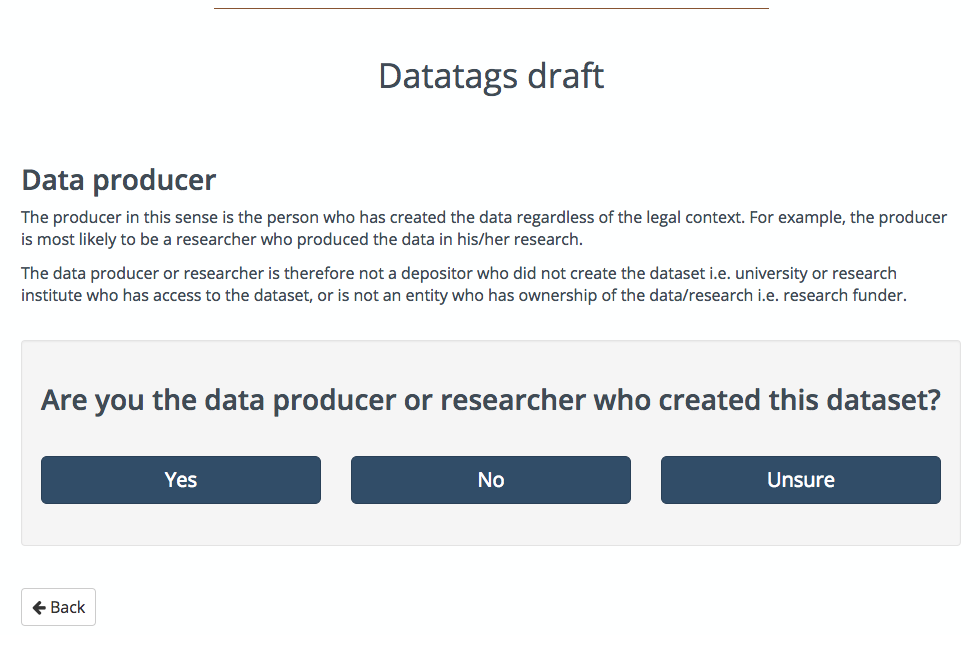 Datatags draft
Data producer
The producer in this sense is the person who has created the data regardless of the legal context. For example, the producer
is most likely to be a researcher who produced the data in his/her research.
The data producer or researcher is therefore not a depositor who did not create the dataset i.e. university or research
institute who has access to the dataset, or is not an entity who has ownership of the data/research i.e. research funder.
Are you the data producer or researcher who created this dataset?
Yes
No
Unsure
Back